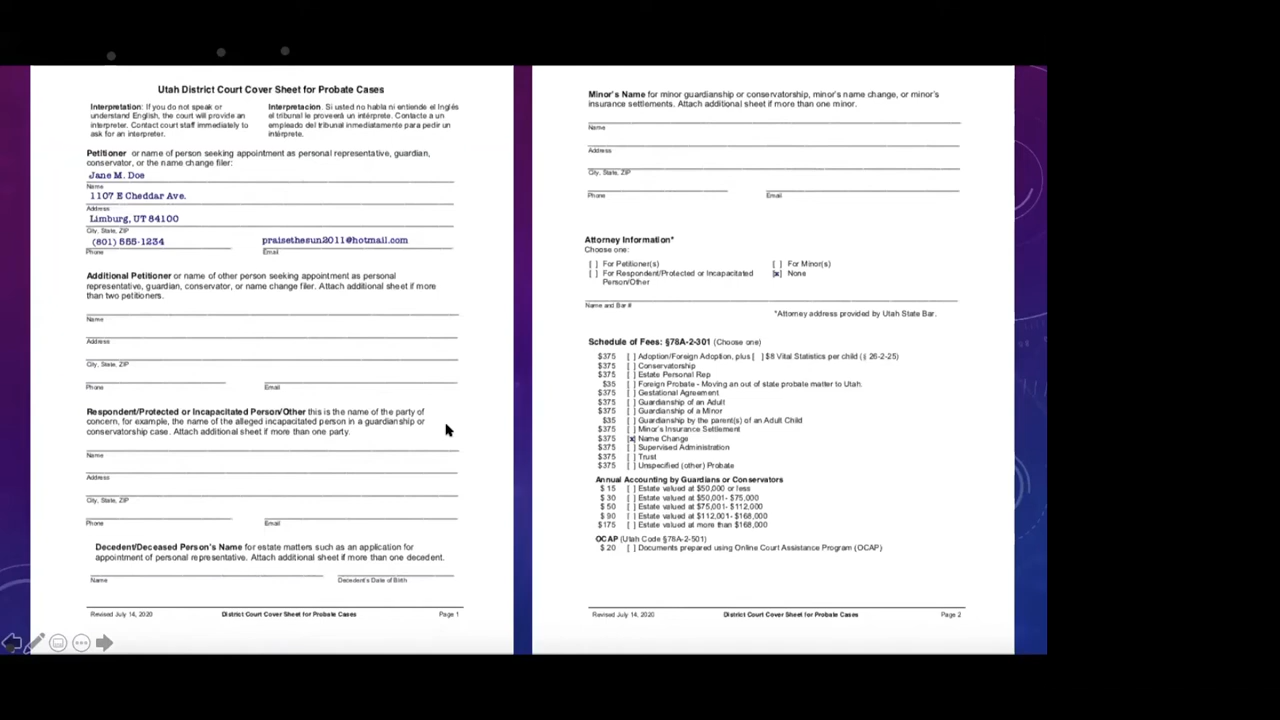 Utah District Court Cover Sheet for Probate Cases
Interpretation: If you do not speak or
understand English, the court will provide an
interpreter. Contact court staff immediately to
ask for an interpreter.
Interpretacion. Si usted no habla ni entiende el Inglés
el tribunal le proveerá un intérprete. Contacte a un
empleado del tribunal inmediatamente para pedir un
intérprete.
Petitioner or name of person seeking appointment as personal representative, guardian,
conservator, or the name change filer:
Jane M. Doe
Name
1107 E Cheddar Ave.
Address
Limburg, UT 84100
City, State, ZIP
(801) 555-1234 praisethesun2011@hotmail.com
Phone Email
Additional Petitioner or name of other person seeking appointment as personal
representative, guardian, conservator, or name change filer. Attach additional sheet if more
than two petitioners.
Name
Address
City, State, ZIP
Phone Email
Respondent/Protected or Incapacitated Person/Other this is the name of the party of
concern, for example, the name of the alleged incapacitated person in a guardianship or
conservatorship case. Attach additional sheet if more than one party.
Name
Address
City, State, ZIP
Phone Email
Decedent/Deceased Person's Name for estate matters such as an application for
appointment of personal representative. Attach additional sheet if more than one decedent.
Name Decedent's Date of Birth
Revised July 14, 2020 District Court Cover Sheet for Probate Cases Page 1
Minor's Name for minor guardianship or conservatorship, minor's name change, or minor's
insurance settlements. Attach additional sheet if more than one minor.
Name
Address
City, State, ZIP
Phone Email
Attorney Information*
Choose one:
[ ] For Petitioner(s) [ ] For Minor(s)
[ ] For Respondent/Protected or Incapacitated [x] None
Person/Other
Name and Bar #
*Attorney address provided by Utah State Bar.
Schedule of Fees: §78A-2-301 (Choose one)
$375 [ ] Adoption/Foreign Adoption, plus [ ] $8 Vital Statistics per child (§ 26-2-25)
$375 [ ] Conservatorship
$375 [ ] Estate Personal Rep
$35 [ ] Foreign Probate - Moving an out of state probate matter to Utah.
$375 [ ] Gestational Agreement
$375 [ ] Guardianship of an Adult
$375 [ ] Guardianship of a Minor
$35 [ ] Guardianship by the parent(s) of an Adult Child
$375 [ ] Minor's Insurance Settlement
$375 [x] Name Change
$375 [ ] Supervised Administration
$375 [ ] Trust
$375 [ ] Unspecified (other) Probate
Annual Accounting by Guardians or Conservators
$ 15 [ ] Estate valued at $50,000 or less
$ 30 [ ] Estate valued at $50,001- $75,000
$ 50 [ ] Estate valued at $75,001- $112,000
$ 90 [ ] Estate valued at $112,001- $168,000
$175 [ ] Estate valued at more than $168,000
OCAP (Utah Code §78A-2-501)
$ 20 [ ] Documents prepared using Online Court Assistance Program (OCAP)
Revised July 14, 2020 District Court Cover Sheet for Probate Cases Page 2